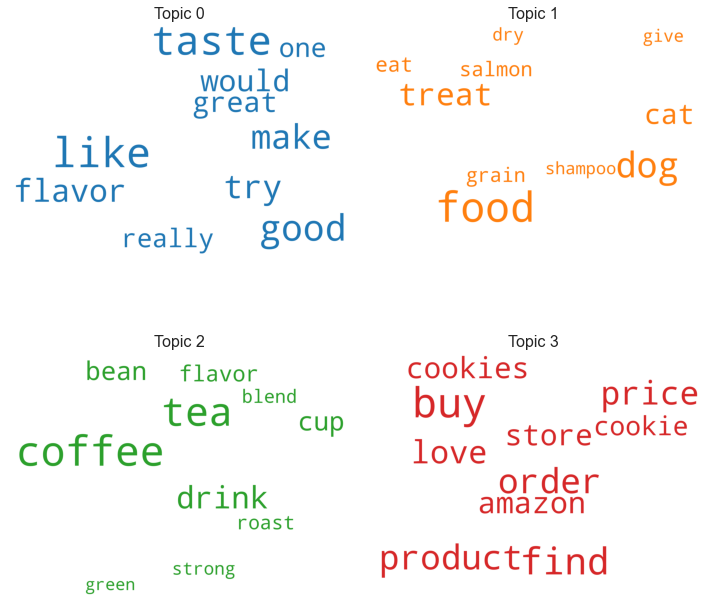 Topic 0
taste one
would
great
make
like
flavor try
good
really
Topic 1
dry give
eat salmon
treat
cat
grain shampoo dog
food
Topic 2
bean flavor
blend
tea cup
coffee
drink
roast
strong
green
Topic 3
cookies
buy price
store cookie
love
order
amazon
product find